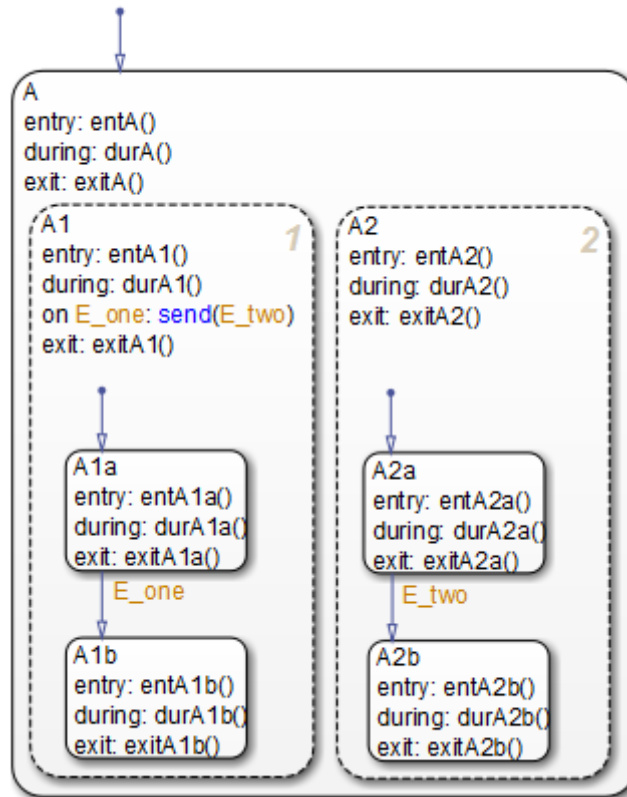 A
entry: entA()
during: durA()
exit: exitA()
A1
1
entry: entA1()
during: durA1()
on E_one: send(E_two)
exit: exitA1()
A1a
entry: entA1a()
during: durA1a()
exit: exitA1a()
E_one
A1b
entry: entA1b()
during: durA1b()
exit: exitA1b()
A2
2
entry: entA2()
during: durA2()
exit: exitA2()
A2a
entry: entA2a()
during: durA2a()
exit: exitA2a()
E_two
A2b
entry: entA2b()
during: durA2b()
exit: exitA2b()